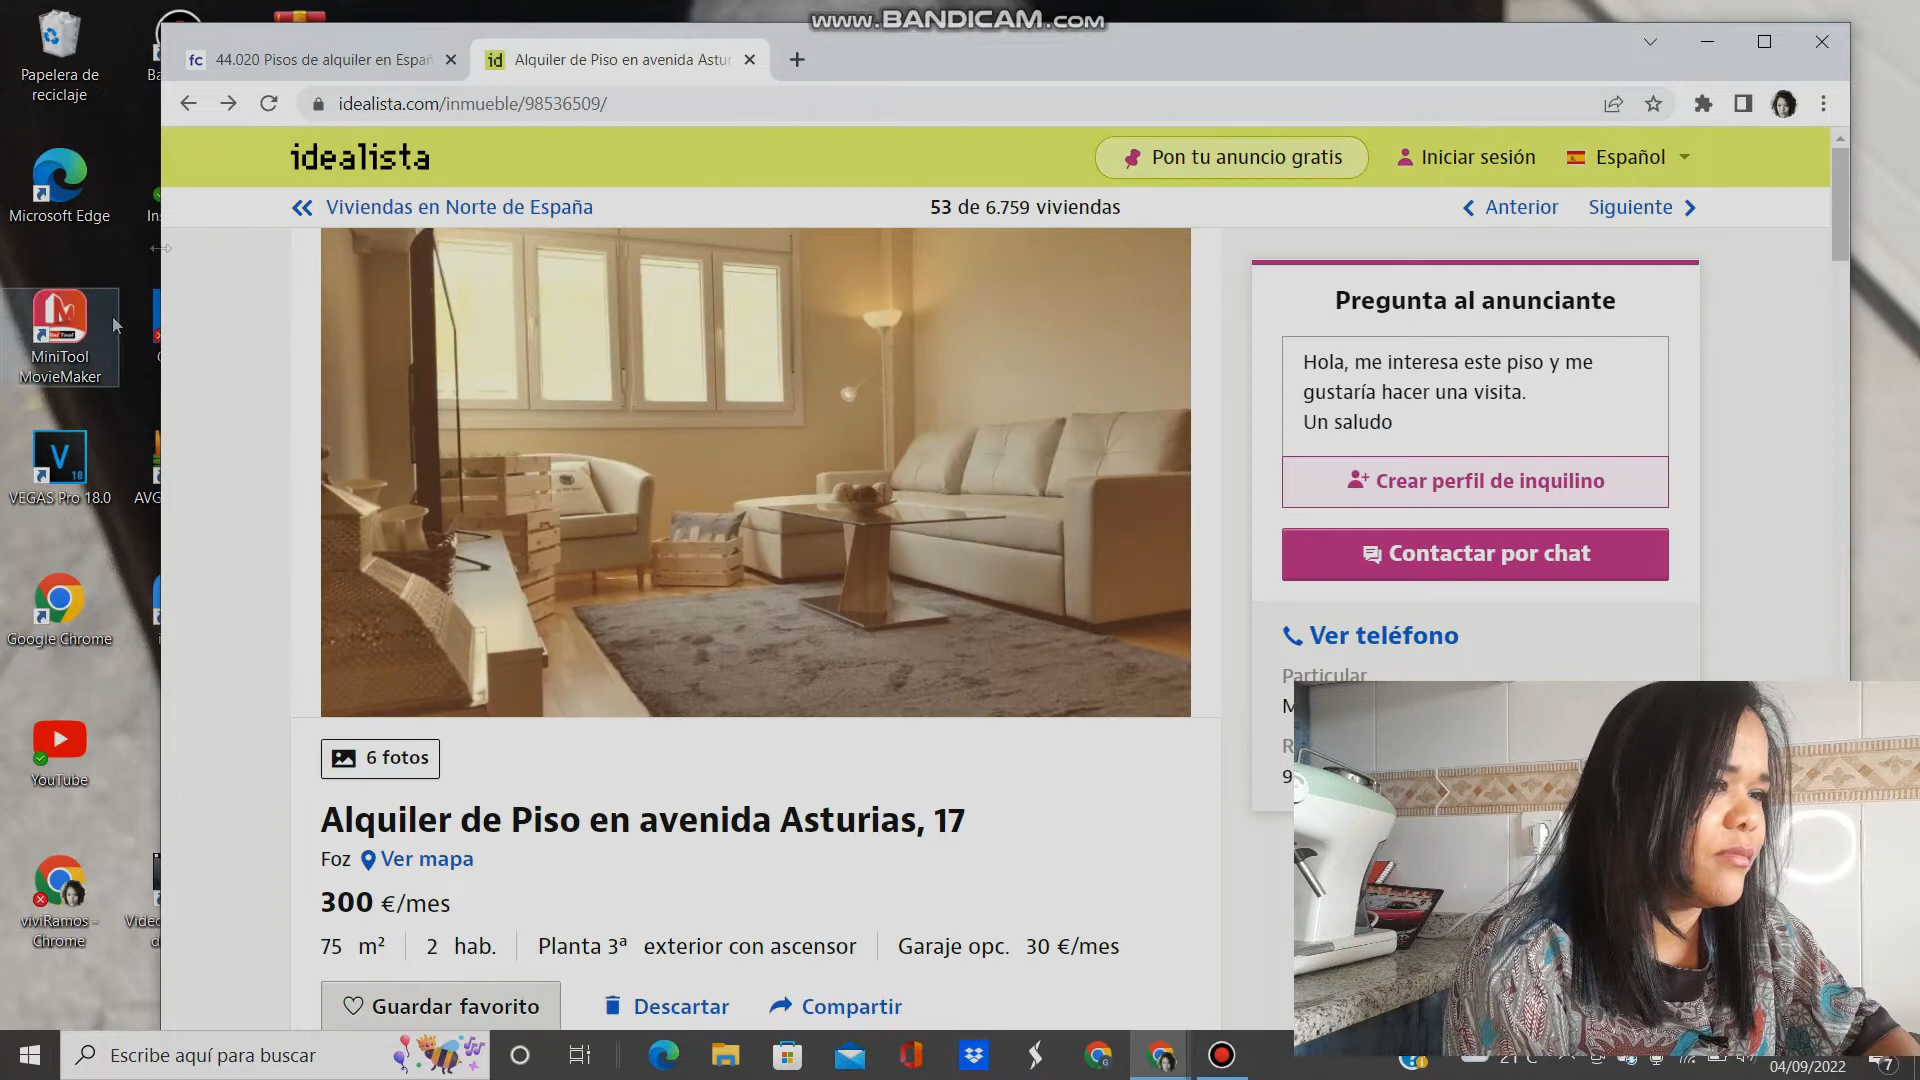 www.BANDICAM.com
Papelera de
reciclaje
Microsoft Edge
MiniTool
MovieMaker
VEGAS Pro 18.0
AVG
Google Chrome
YouTube
viviRamos -
Chrome
44.020 Pisos de alquiler en Españ
Alquiler de Piso en avenida Astur
idealista.com/inmueble/98536509/
idealista
Pon tu anuncio gratis
Iniciar sesión
Español
Viviendas en Norte de España
53 de 6.759 viviendas
Anterior
Siguiente
Pregunta al anunciante
Hola, me interesa este piso y me
gustaría hacer una visita.
Un saludo
Crear perfil de inquilino
Contactar por chat
Ver teléfono
Particular
6 fotos
Alquiler de Piso en avenida Asturias, 17
Foz Ver mapa
300 €/mes
75 m² 2 hab. Planta 3ª exterior con ascensor Garaje opc. 30 €/mes
Guardar favorito
Descartar
Compartir
Escribe aquí para buscar
21°C
04/09/2022
7